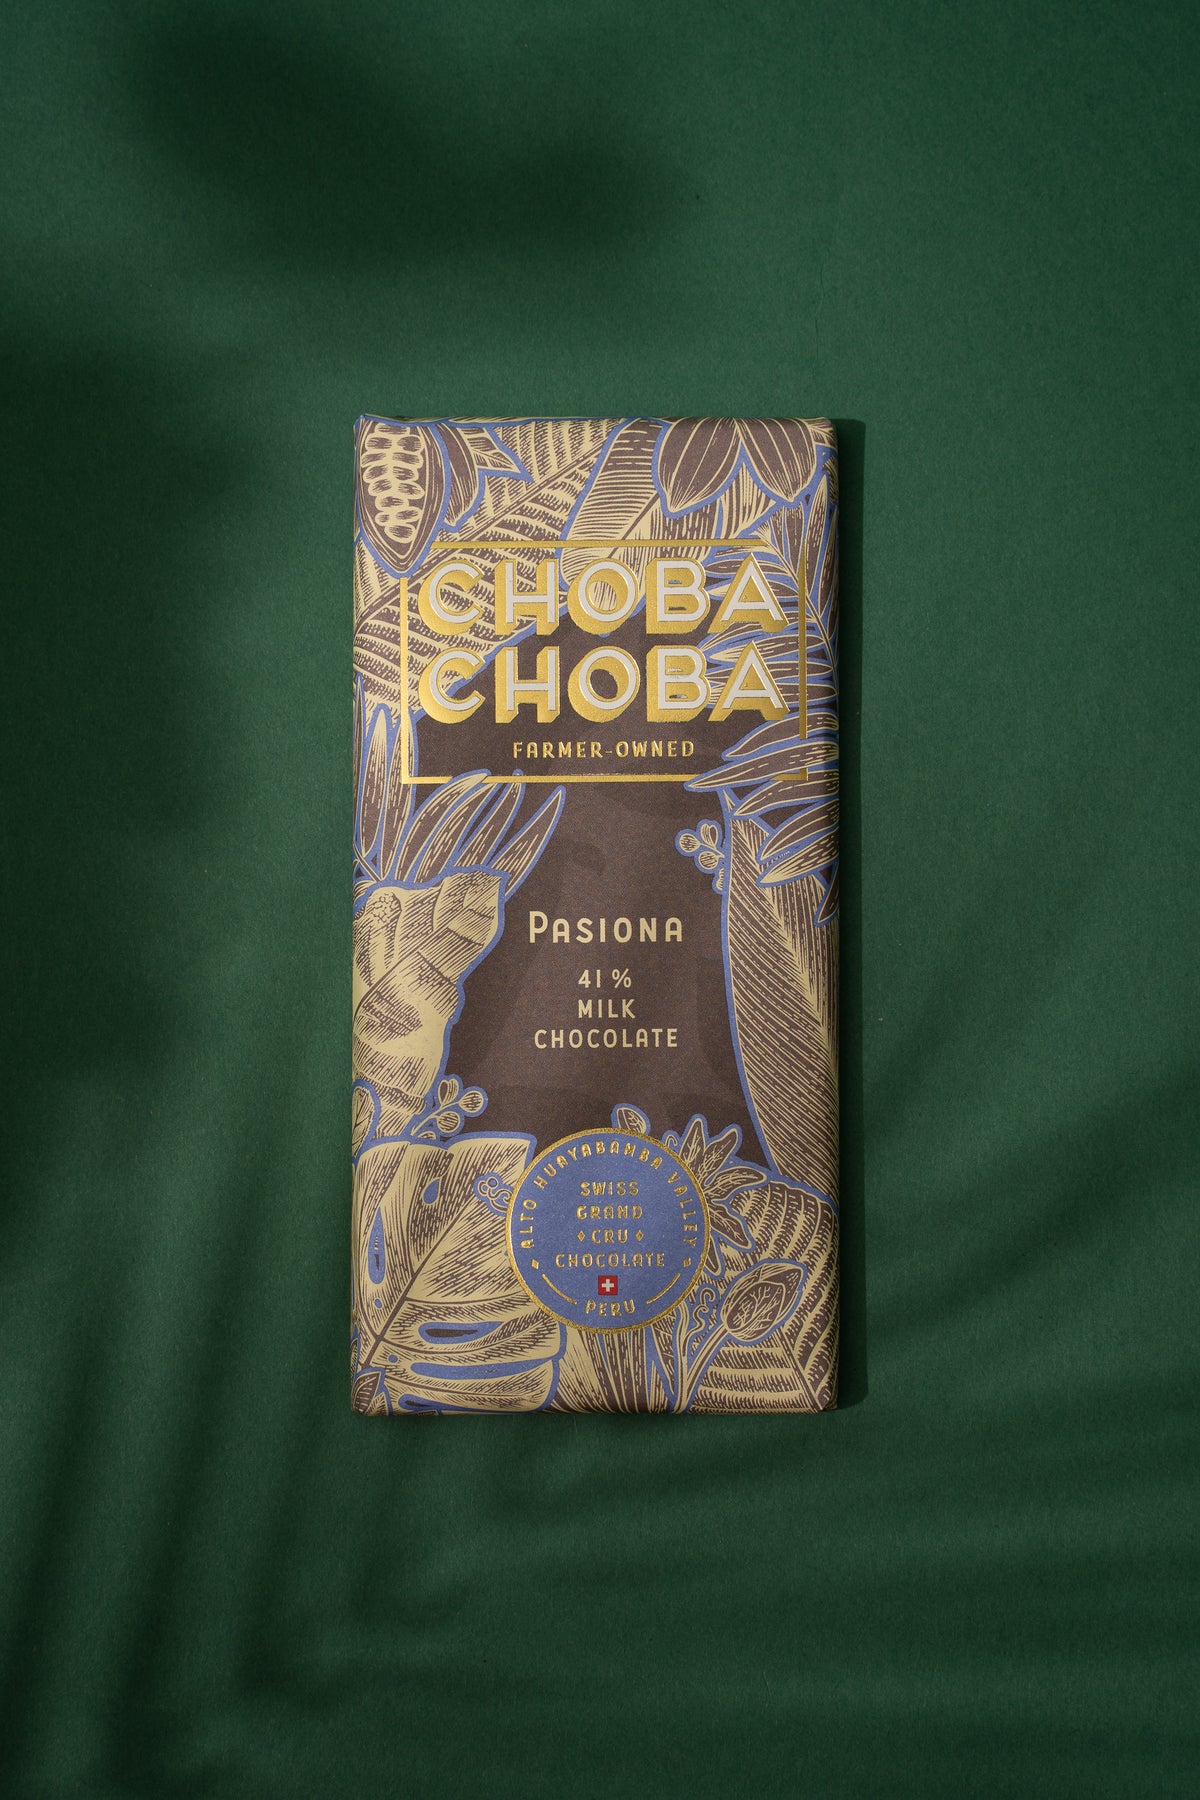 CHOBA
CHOBA
FARMER-OWNED
PASIONA
41 %
MILK
CHOCOLATE
ALTO HUAYABAMBA VALLEY
SWISS
GRAND
CRU
CHOCOLATE
PERU